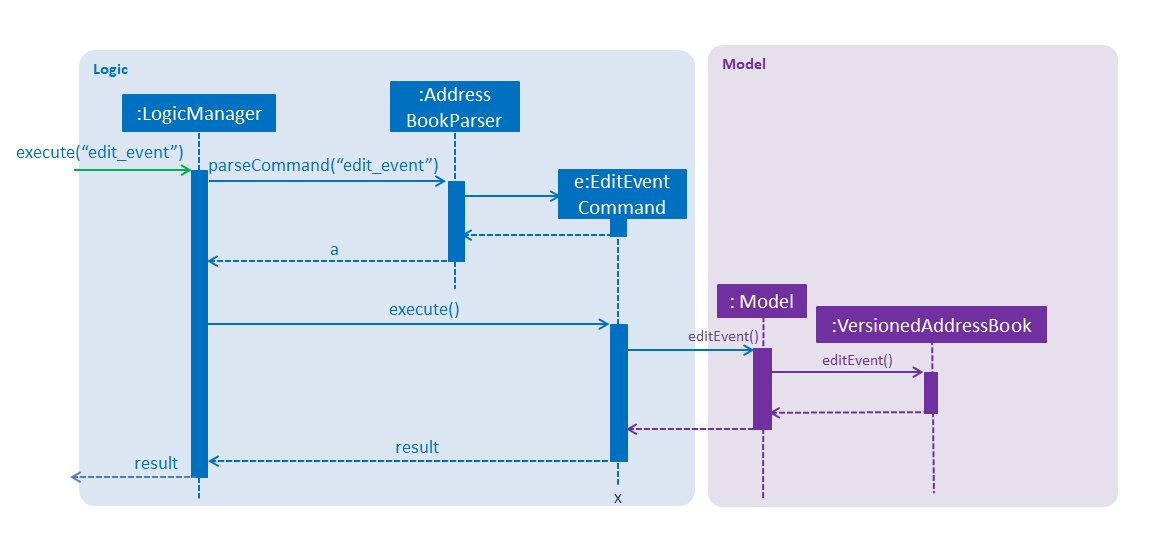 Logic
Model
:LogicManager
:Address
BookParser
execute(“edit_event”)
parseCommand(“edit_event”)
e:EditEvent
Command
a
execute()
: Model
:VersionedAddressBook
editEvent()
editEvent()
result
result
x